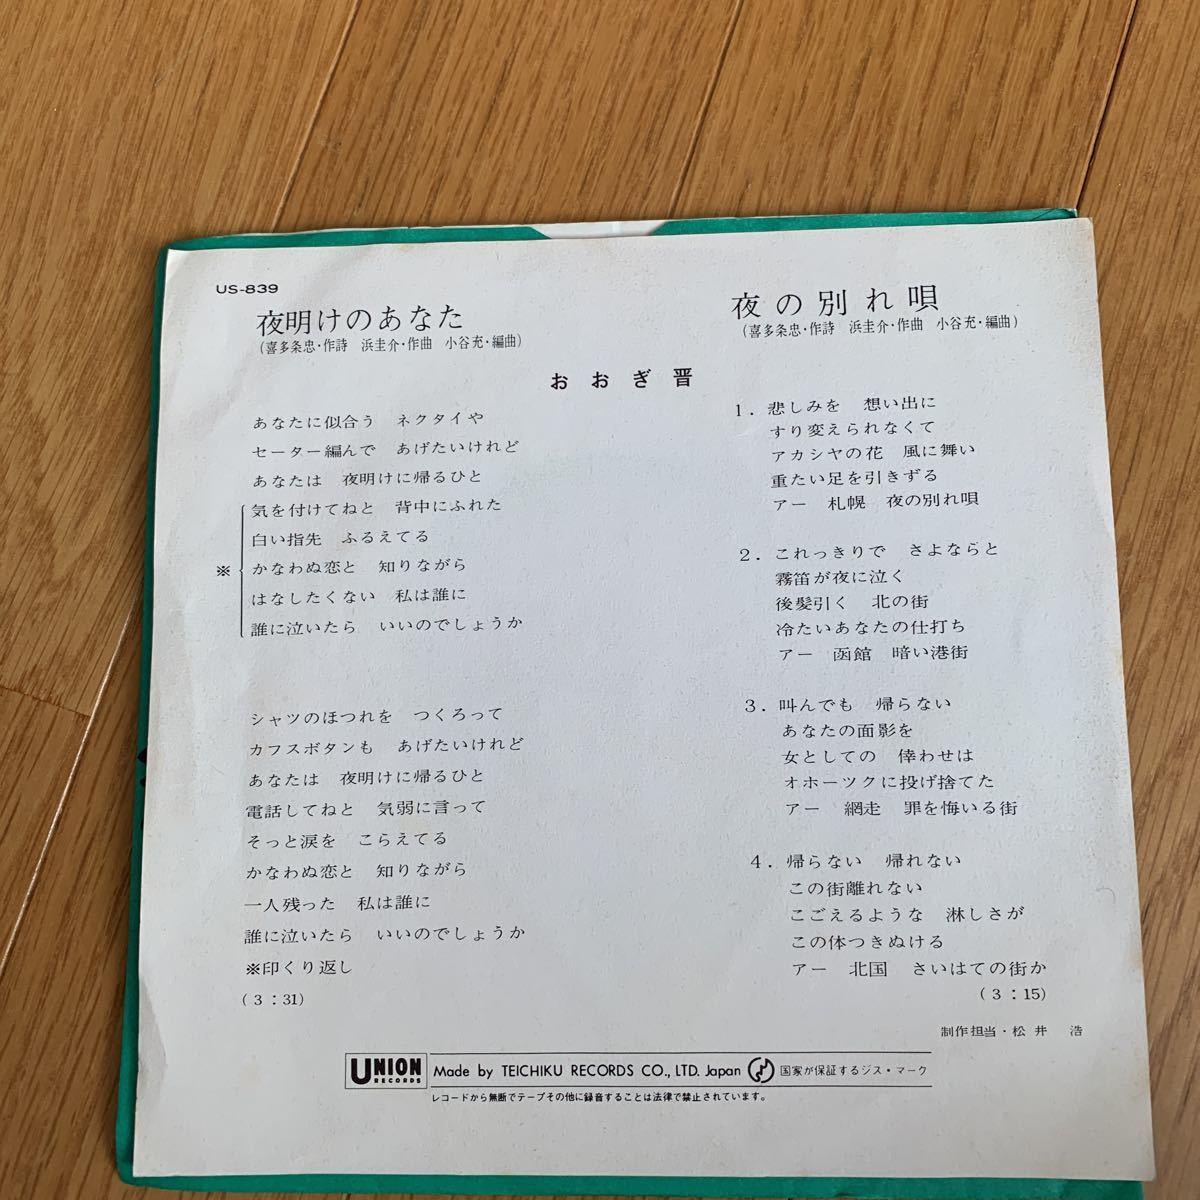 US-839
夜明けのあなた
(喜多条忠・作詩 浜圭介・作曲 小谷充・編曲)
夜の別れ唄
(喜多条忠・作詩 浜圭介・作曲 小谷充・編曲)
おおぎ晋
あなたに似合う ネクタイや
セーター編んで あげたいけれど
あなたは 夜明けに帰るひと
気を付けてねと 背中にふれた
白い指先 ふるえてる
※ かなわぬ恋と 知りながら
はなしたくない 私は誰に
誰に泣いたら いいのでしょうか
シャツのほつれを つくろって
カフスボタンも あげたいけれど
あなたは 夜明けに帰るひと
電話してねと 気弱に言って
そっと涙を こらえてる
かなわぬ恋と 知りながら
一人残った 私は誰に
誰に泣いたら いいのでしょうか
※印くり返し
(3:31)
1. 悲しみを 想い出に
すり変えられなくて
アカシヤの花 風に舞い
重たい足を引きずる
アー 札幌 夜の別れ唄
2. これっきりで さよならと
霧笛が夜に泣く
後髪引く 北の街
冷たいあなたの仕打ち
アー 函館 暗い港街
3. 叫んでも 帰らない
あなたの面影を
女としての 倖わせは
オホーツクに投げ捨てた
アー 網走 罪を悔いる街
4. 帰らない 帰れない
この街離れない
こごえるような 淋しさが
この体つきぬける
アー 北国 さいはての街か
(3:15)
制作担当・松井 浩
UNION RECORDS Made by TEICHIKU RECORDS CO., LTD. Japan 国家が保証するジス・マーク
レコードから無断でテープその他に録音することは法律で禁止されています。